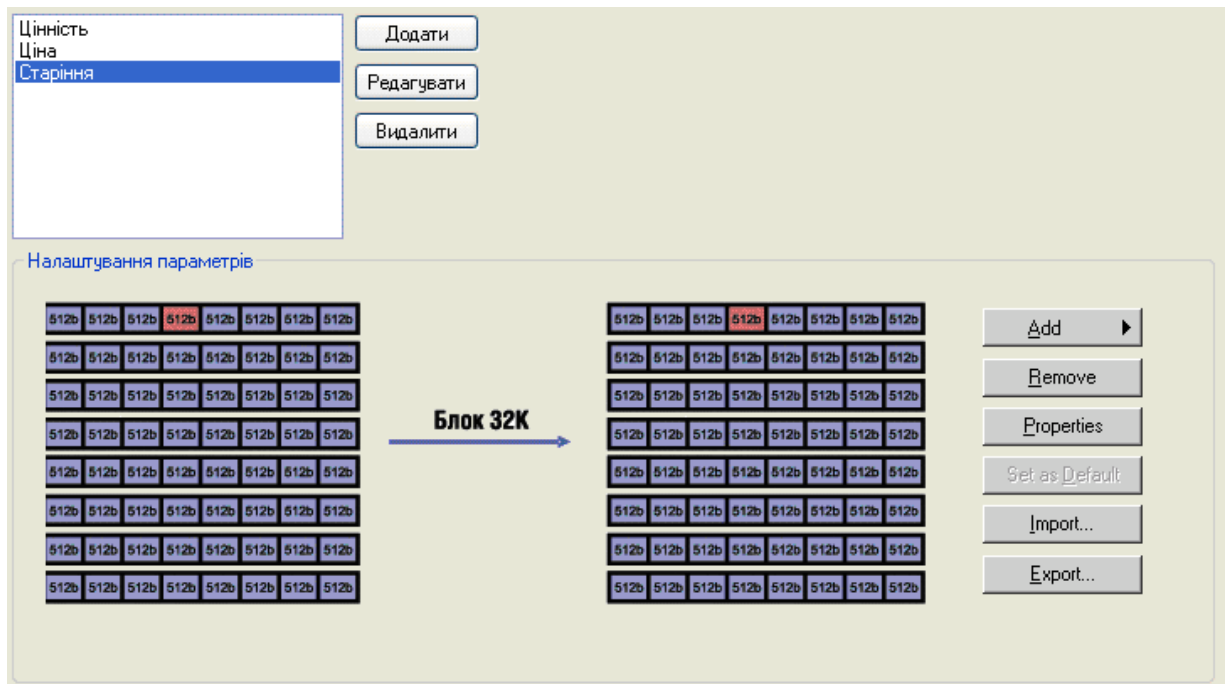 Цінність
Ціна
Старіння
Додати
Редагувати
Видалити
Налаштування параметрів
512b 512b 512b 512b 512b 512b 512b 512b
512b 512b 512b 512b 512b 512b 512b 512b
512b 512b 512b 512b 512b 512b 512b 512b
512b 512b 512b 512b 512b 512b 512b 512b
512b 512b 512b 512b 512b 512b 512b 512b
512b 512b 512b 512b 512b 512b 512b 512b
512b 512b 512b 512b 512b 512b 512b 512b
512b 512b 512b 512b 512b 512b 512b 512b
Блок 32K
512b 512b 512b 512b 512b 512b 512b 512b
512b 512b 512b 512b 512b 512b 512b 512b
512b 512b 512b 512b 512b 512b 512b 512b
512b 512b 512b 512b 512b 512b 512b 512b
512b 512b 512b 512b 512b 512b 512b 512b
512b 512b 512b 512b 512b 512b 512b 512b
512b 512b 512b 512b 512b 512b 512b 512b
512b 512b 512b 512b 512b 512b 512b 512b
Add
Remove
Properties
Set as Default
Import...
Export...